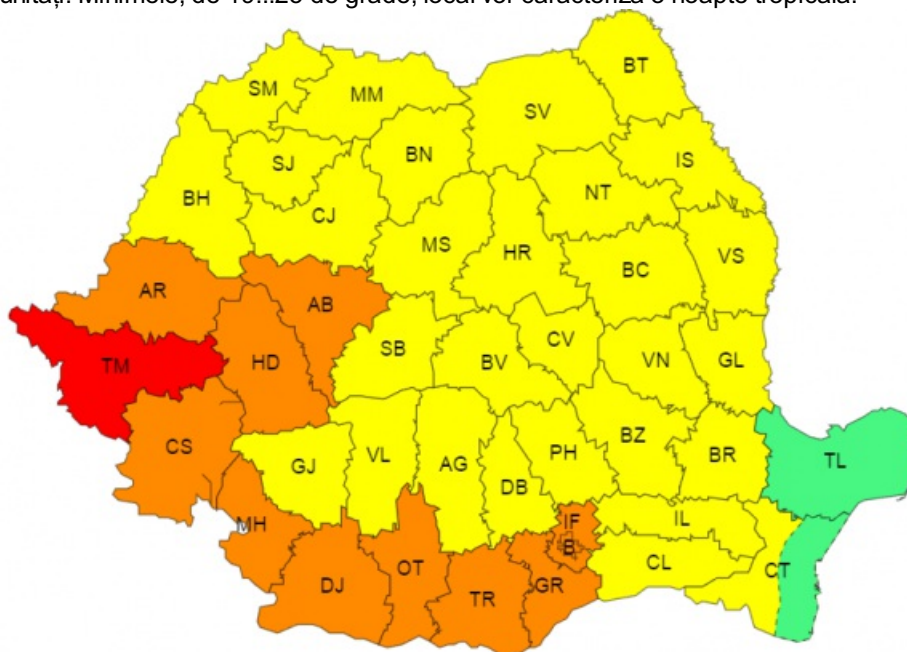 Minimele, de 18...23 de grade, local vor caracteriza o noapte tropicală.
BT
SM
MM
SV
SJ
BN
IS
NT
BH
CJ
MS
HR
VS
BC
AR
AB
SB
CV
BV
VN
GL
TM
HD
CS
GJ
VL
AG
DB
PH
BZ
BR
TL
MH
IF
B
IL
CL
CT
DJ
OT
TR
GR